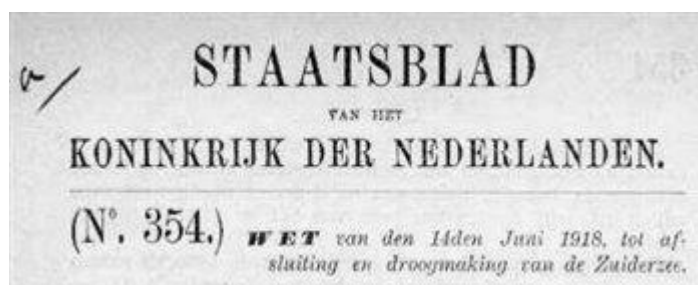 STAATSBLAD
VAN HET
KONINKRIJK DER NEDERLANDEN.
(N°. 354.) WET van den 14den Juni 1918, tot af-
sluiting en droogmaking van de Zuiderzee.